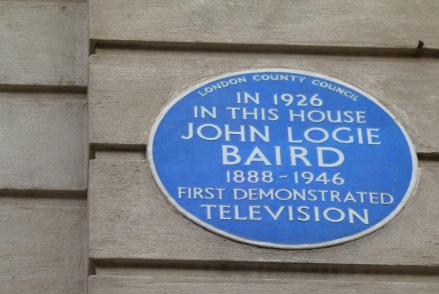 LONDON COUNTY COUNCIL
IN 1926
IN THIS HOUSE
JOHN LOGIE
BAIRD
1888-1946
FIRST DEMONSTRATED
TELEVISION